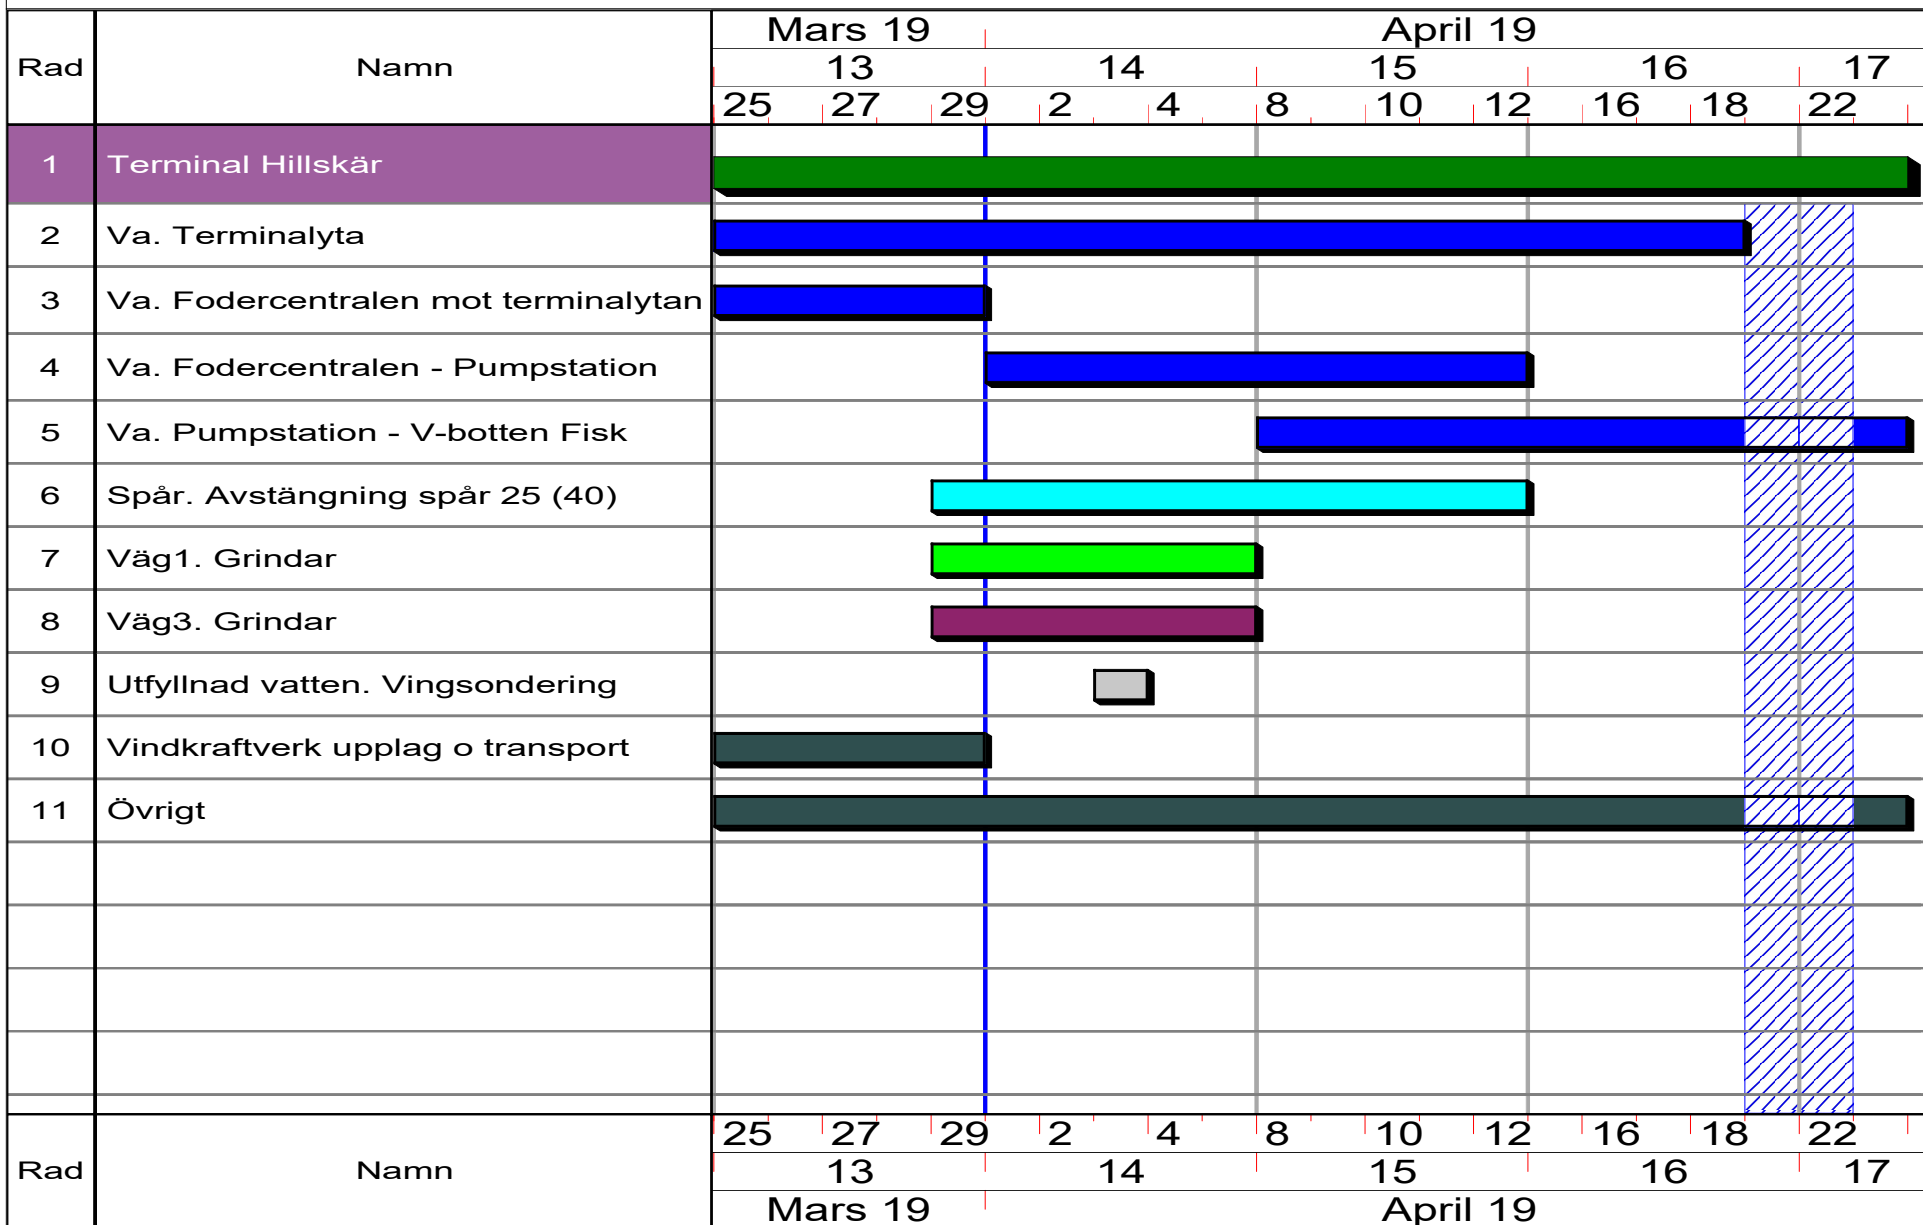 Rad Namn Mars 19 April 19
13 14 15 16 17
25 27 29 2 4 8 10 12 16 18 22
1 Terminal Hillskär
2 Va. Terminalyta
3 Va. Fodercentralen mot terminalytan
4 Va. Fodercentralen - Pumpstation
5 Va. Pumpstation - V-botten Fisk
6 Spår. Avstängning spår 25 (40)
7 Väg1. Grindar
8 Väg3. Grindar
9 Utfyllnad vatten. Vingsondering
10 Vindkraftverk upplag o transport
11 Övrigt
25 27 29 2 4 8 10 12 16 18 22
Rad Namn 13 14 15 16 17
Mars 19 April 19